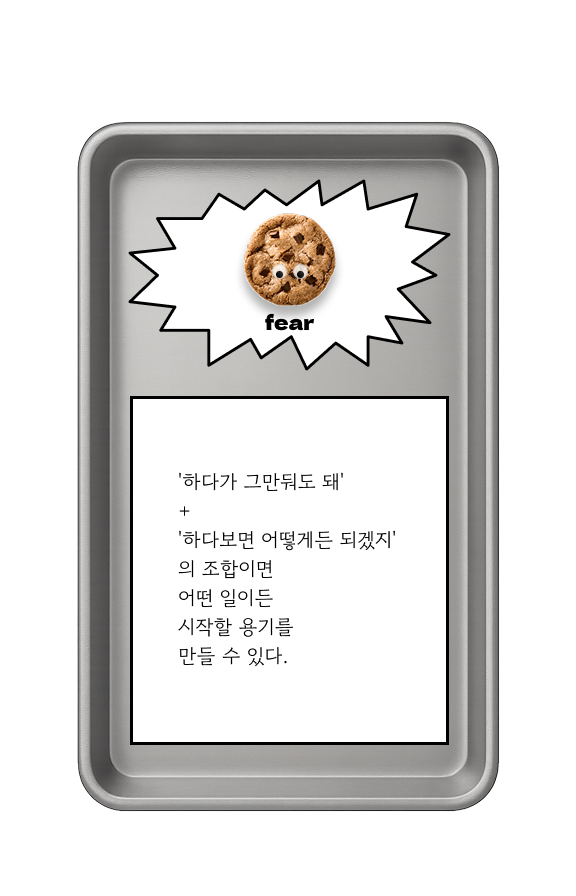 fear
'하다가 그만둬도 돼'
+
'하다보면 어떻게든 되겠지'
의 조합이면
어떤 일이든
시작할 용기를
만들 수 있다.